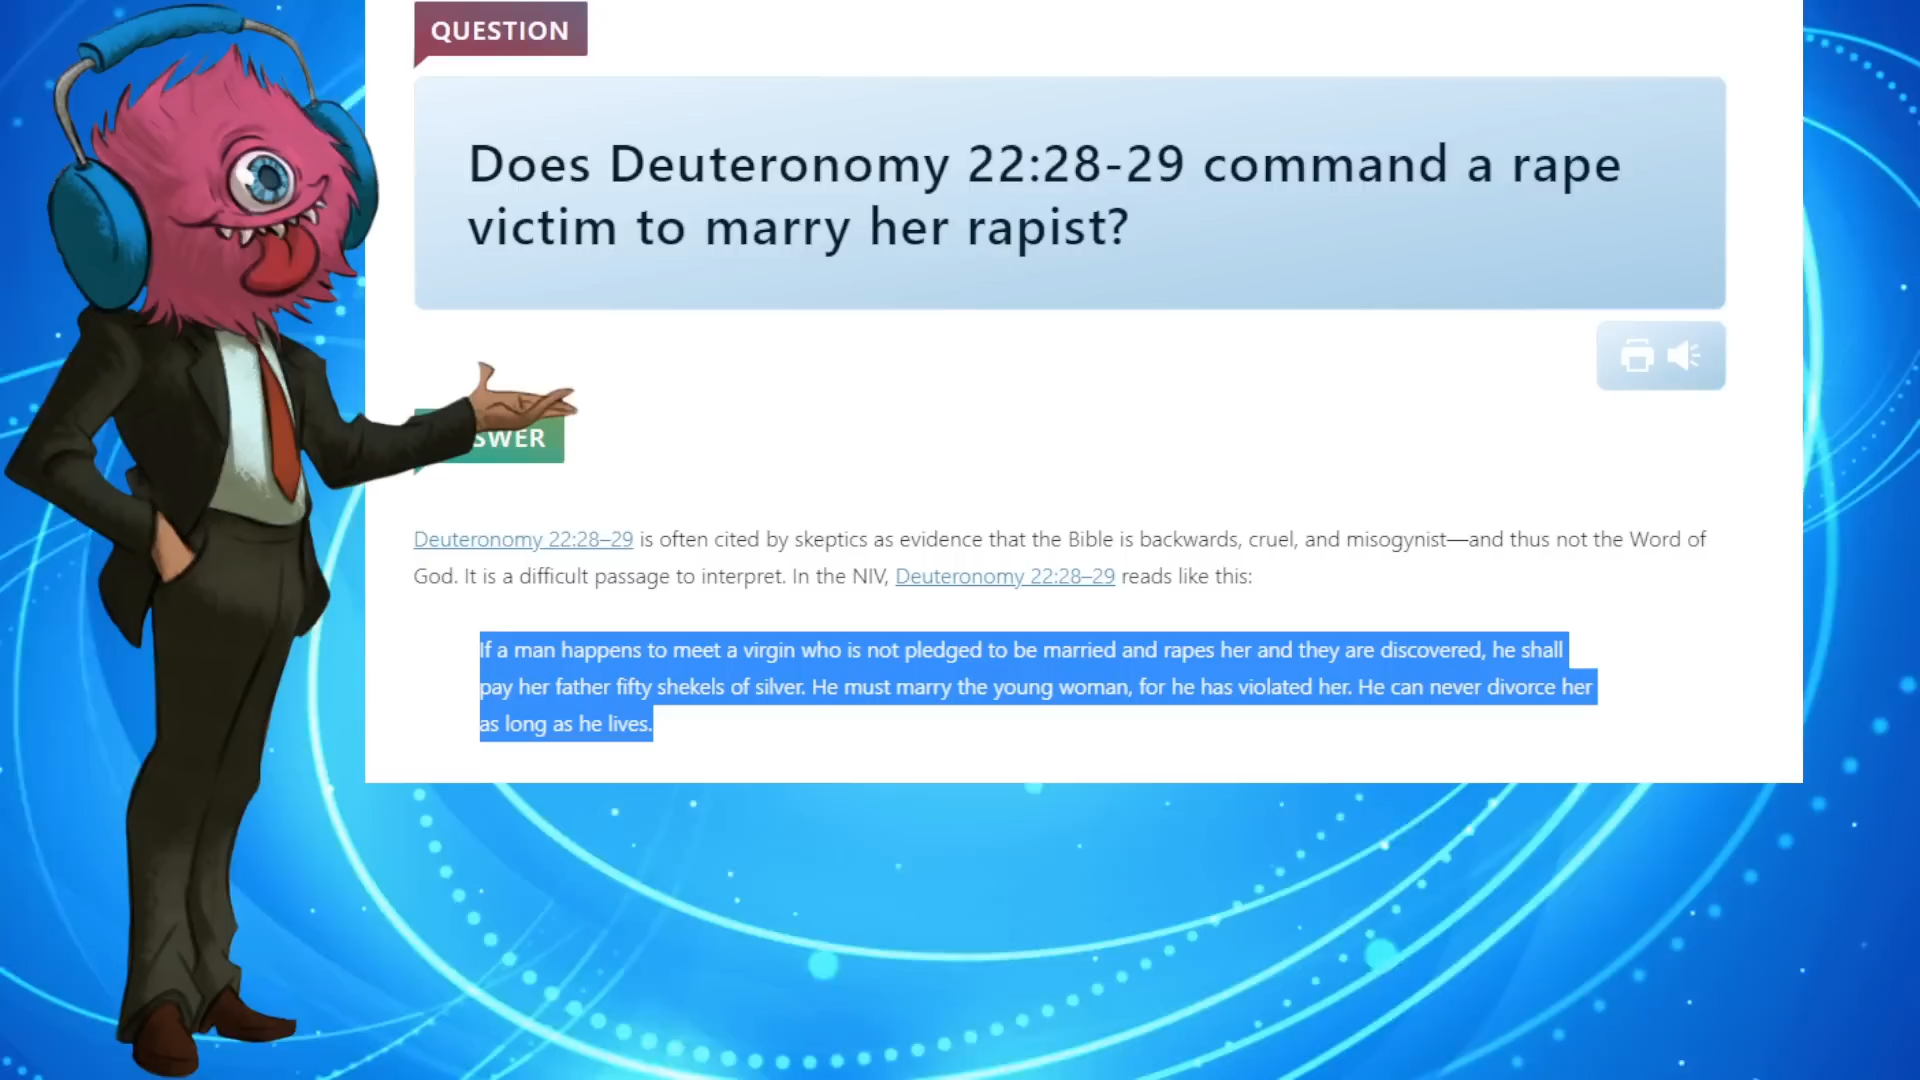 QUESTION
Does Deuteronomy 22:28-29 command a rape
victim to marry her rapist?
SWER
Deuteronomy 22:28–29 is often cited by skeptics as evidence that the Bible is backwards, cruel, and misogynist—and thus not the Word of
God. It is a difficult passage to interpret. In the NIV, Deuteronomy 22:28–29 reads like this:
If a man happens to meet a virgin who is not pledged to be married and rapes her and they are discovered, he shall
pay her father fifty shekels of silver. He must marry the young woman, for he has violated her. He can never divorce her
as long as he lives.